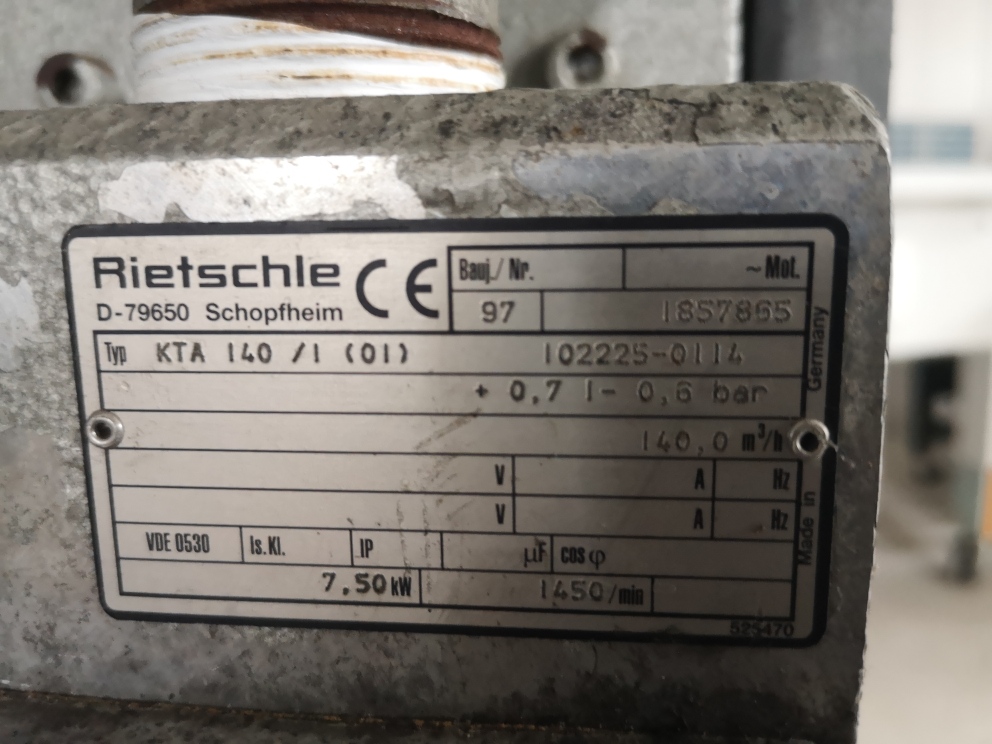 Rietschle CE
D-79650 Schopfheim
Bauj./ Nr. ~ Mot.
97 1857865
Typ KTA 140 /1 (01) 102225-0114
+ 0,7 1- 0,6 bar
140,0 m³/h
V A Hz
V A Hz
VDE 0530 Is.Kl. IP µF cos φ
7,50 kW 1450 /min
Made in Germany
525470